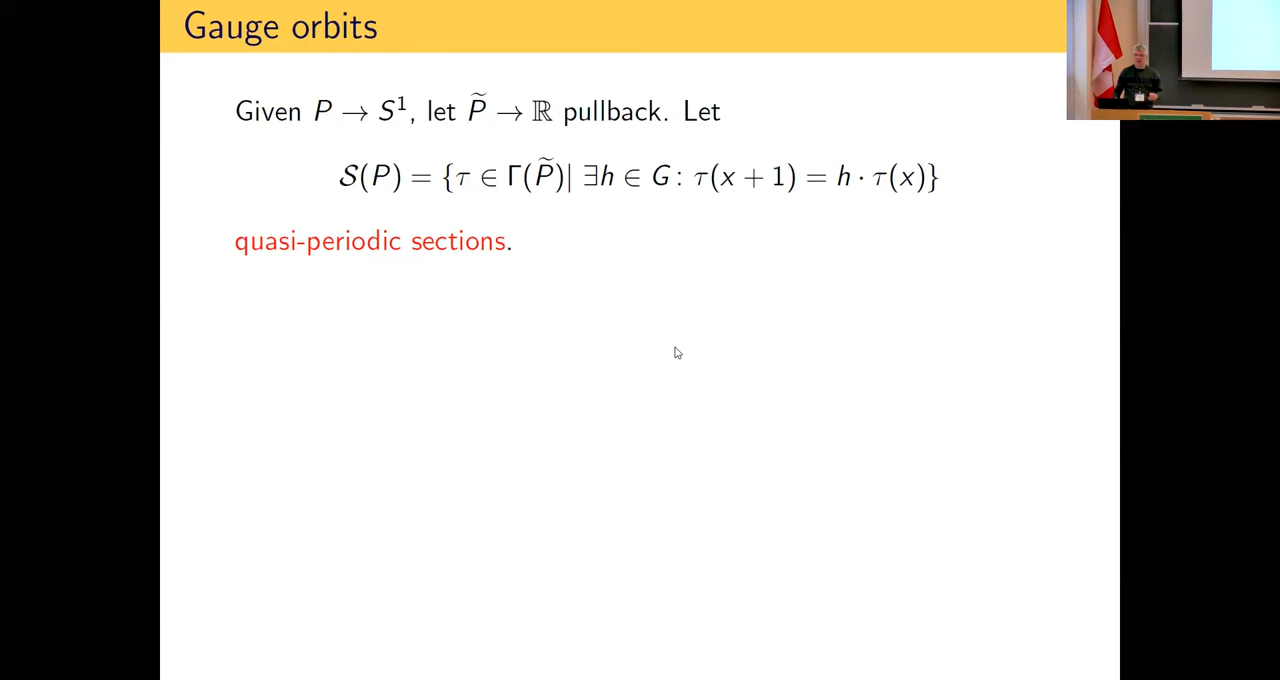 Gauge orbits
Given P → S¹, let P̃ → ℝ pullback. Let
𝒮(P) = {τ ∈ Γ(P̃)| ∃h ∈ G : τ(x + 1) = h · τ(x)}
quasi-periodic sections.